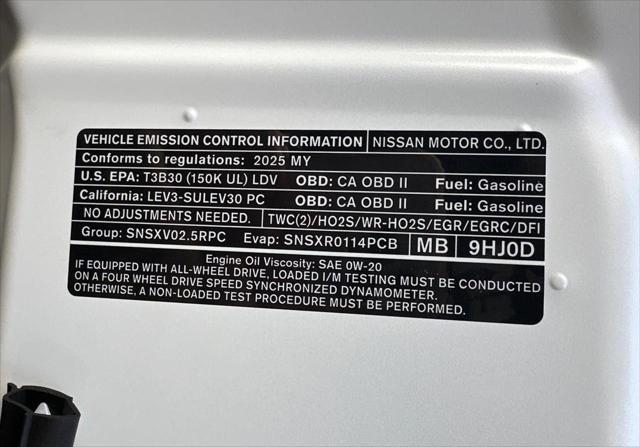 VEHICLE EMISSION CONTROL INFORMATION NISSAN MOTOR CO., LTD.
Conforms to regulations: 2025 MY
U.S. EPA: T3B30 (150K UL) LDV OBD: CA OBD II Fuel: Gasoline
California: LEV3-SULEV30 PC OBD: CA OBD II Fuel: Gasoline
NO ADJUSTMENTS NEEDED. TWC(2)/HO2S/WR-HO2S/EGR/EGRC/DFI
Group: SNSXV02.5RPC Evap: SNSXR0114PCB MB 9HJ0D
Engine Oil Viscosity: SAE 0W-20
IF EQUIPPED WITH ALL-WHEEL DRIVE, LOADED I/M TESTING MUST BE CONDUCTED
ON A FOUR WHEEL DRIVE SPEED SYNCHRONIZED DYNAMOMETER.
OTHERWISE, A NON-LOADED TEST PROCEDURE MUST BE PERFORMED.